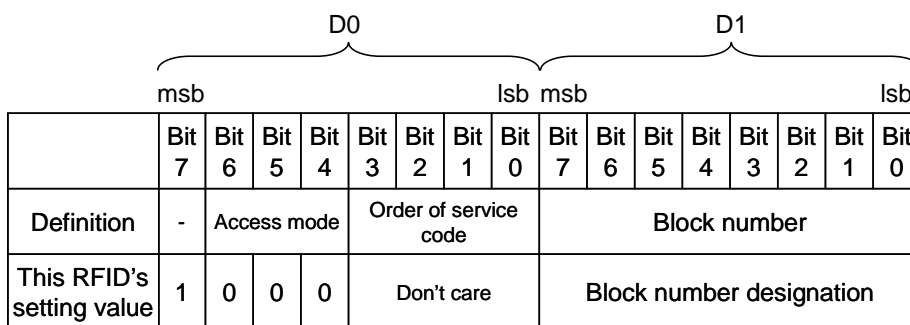 D0 D1
msb lsb msb lsb
Bit 7 Bit 6 Bit 5 Bit 4 Bit 3 Bit 2 Bit 1 Bit 0 Bit 7 Bit 6 Bit 5 Bit 4 Bit 3 Bit 2 Bit 1 Bit 0
Definition - Access mode Order of service code Block number
This RFID's setting value 1 0 0 0 Don't care Block number designation